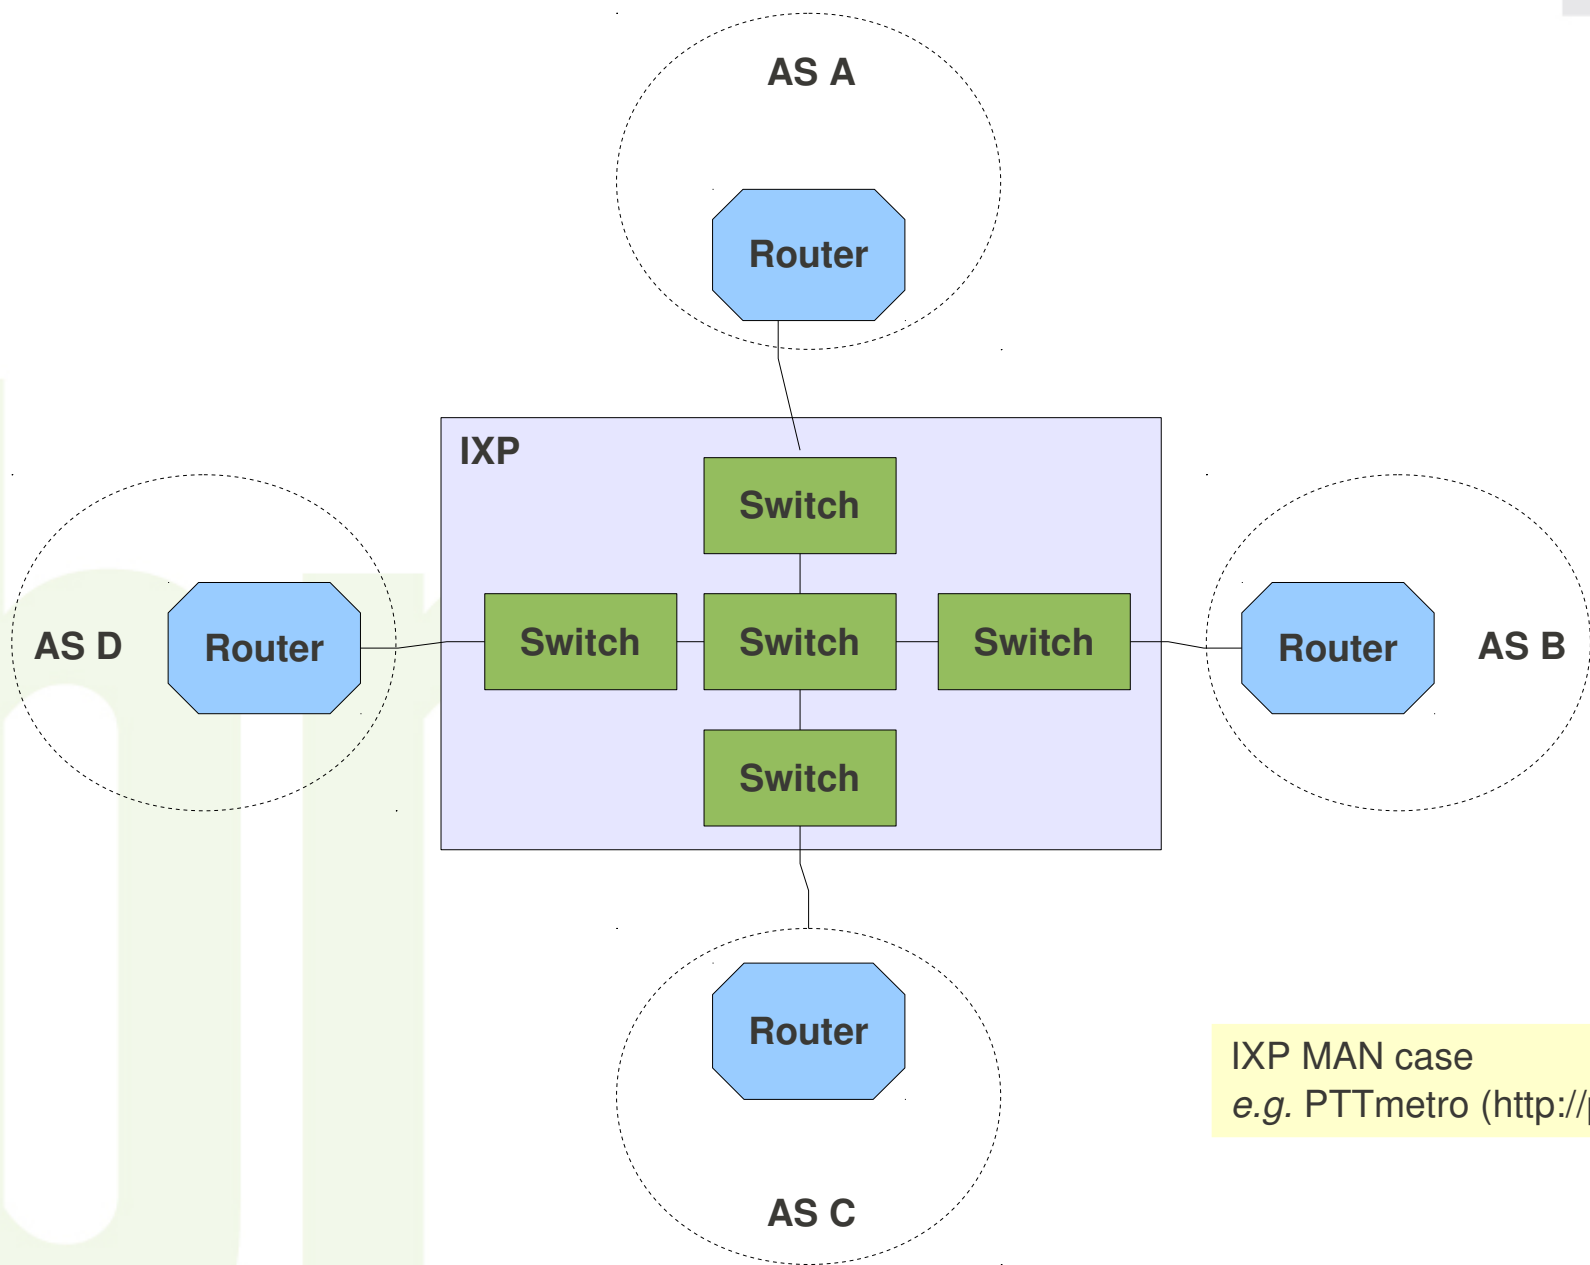 AS A
Router
IXP
Switch
AS D
Router
Switch
Switch
Switch
Router
AS B
Switch
Router
IXP MAN case
e.g. PTTmetro (http://p
AS C